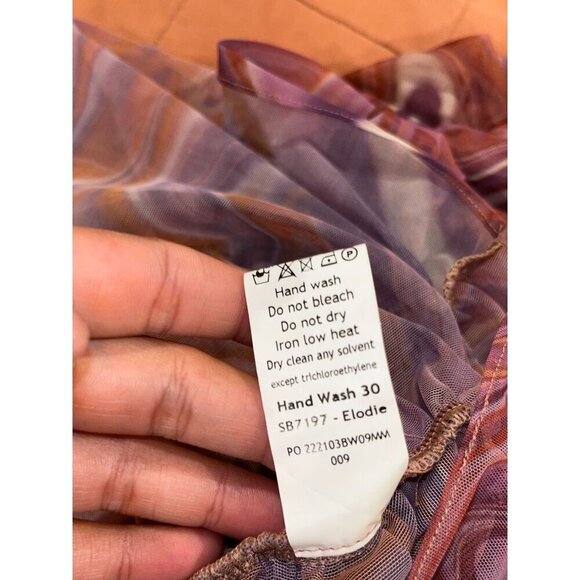 P
Hand wash
Do not bleach
Do not dry
Iron low heat
Dry clean any solvent
except trichloroethylene
Hand Wash 30
SB7197 - Elodie
PO 222103BW09MM
009